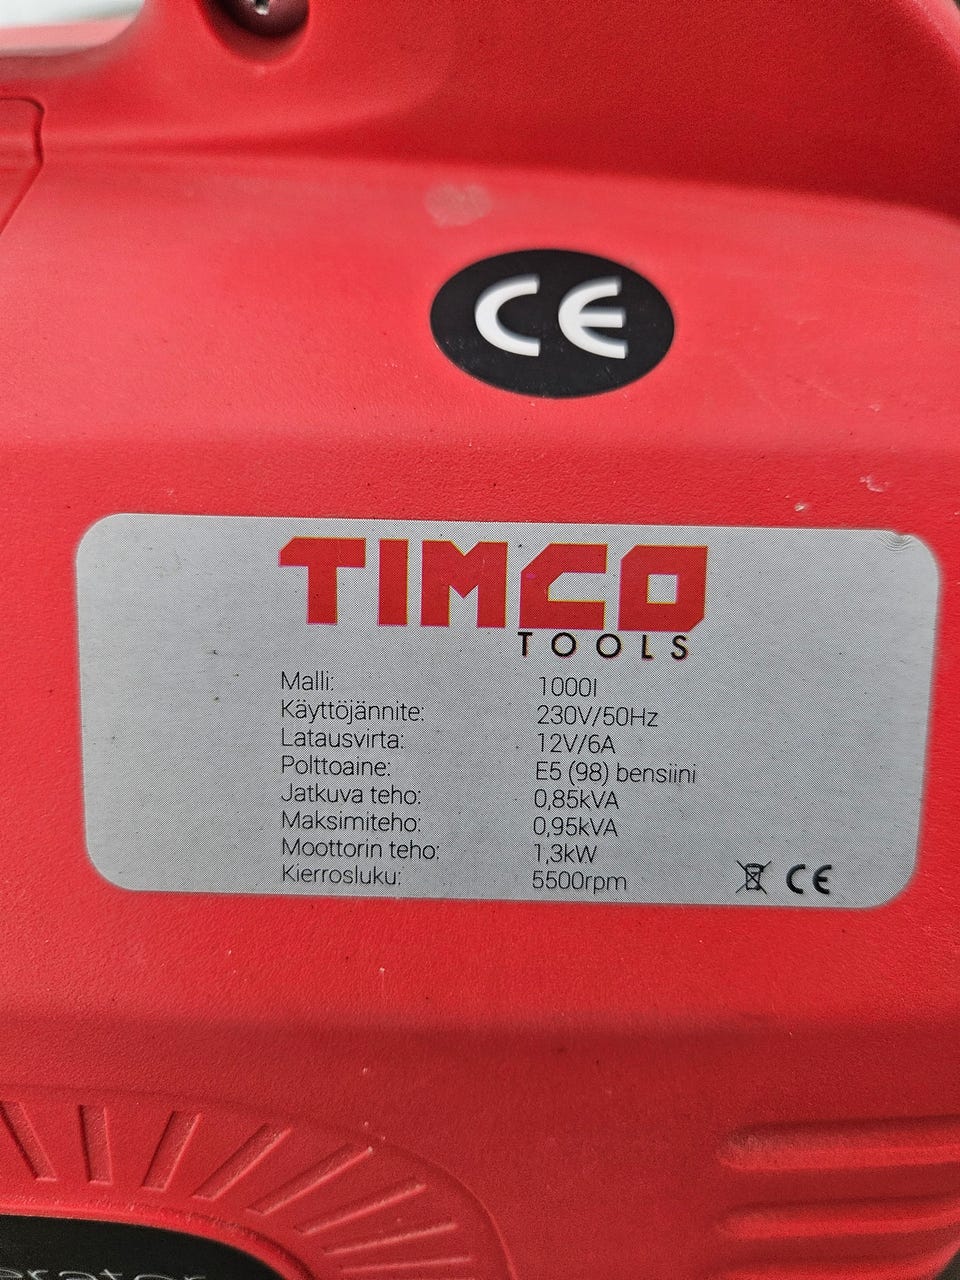 CE
TIMCO
TOOLS
Malli: 1000I
Käyttöjännite: 230V/50Hz
Latausvirta: 12V/6A
Polttoaine: E5 (98) bensiini
Jatkuva teho: 0,85kVA
Maksimiteho: 0,95kVA
Moottorin teho: 1,3kW
Kierrosluku: 5500rpm
CE